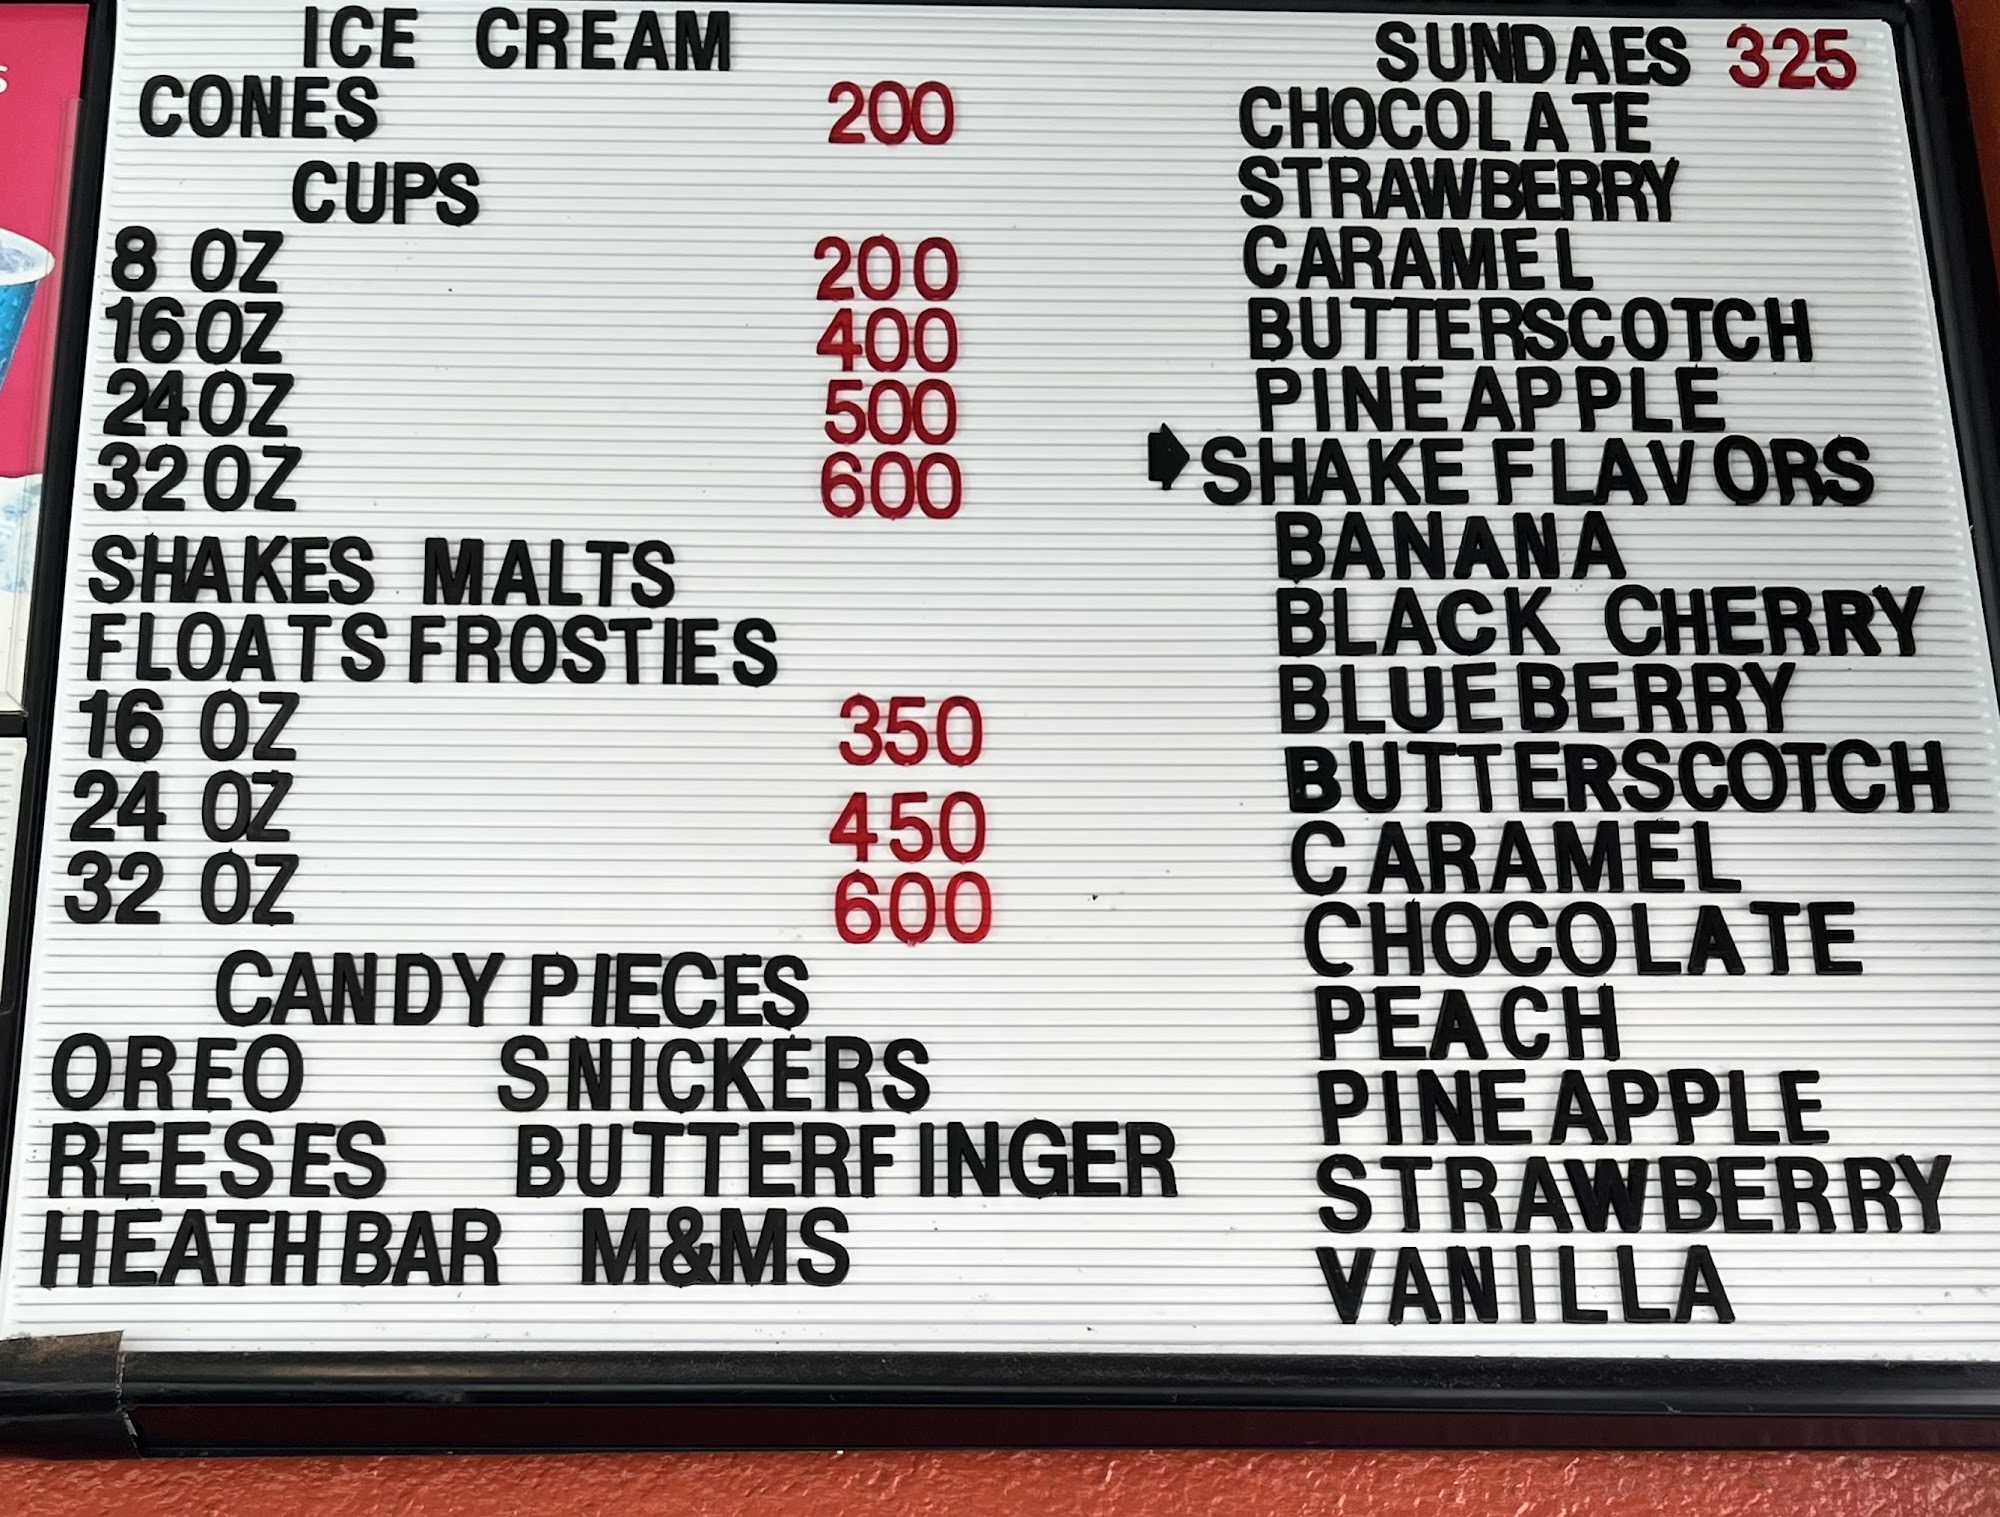 ICE CREAM
CONES 200
CUPS
8 OZ 200
16 OZ 400
24 OZ 500
32 OZ 600
SHAKES MALTS
FLOATS FROSTIES
16 OZ 350
24 OZ 450
32 OZ 600
CANDY PIECES
OREO SNICKERS
REESES BUTTERFINGER
HEATH BAR M&MS
SUNDAES 325
CHOCOLATE
STRAWBERRY
CARAMEL
BUTTERSCOTCH
PINEAPPLE
SHAKE FLAVORS
BANANA
BLACK CHERRY
BLUEBERRY
BUTTERSCOTCH
CARAMEL
CHOCOLATE
PEACH
PINEAPPLE
STRAWBERRY
VANILLA